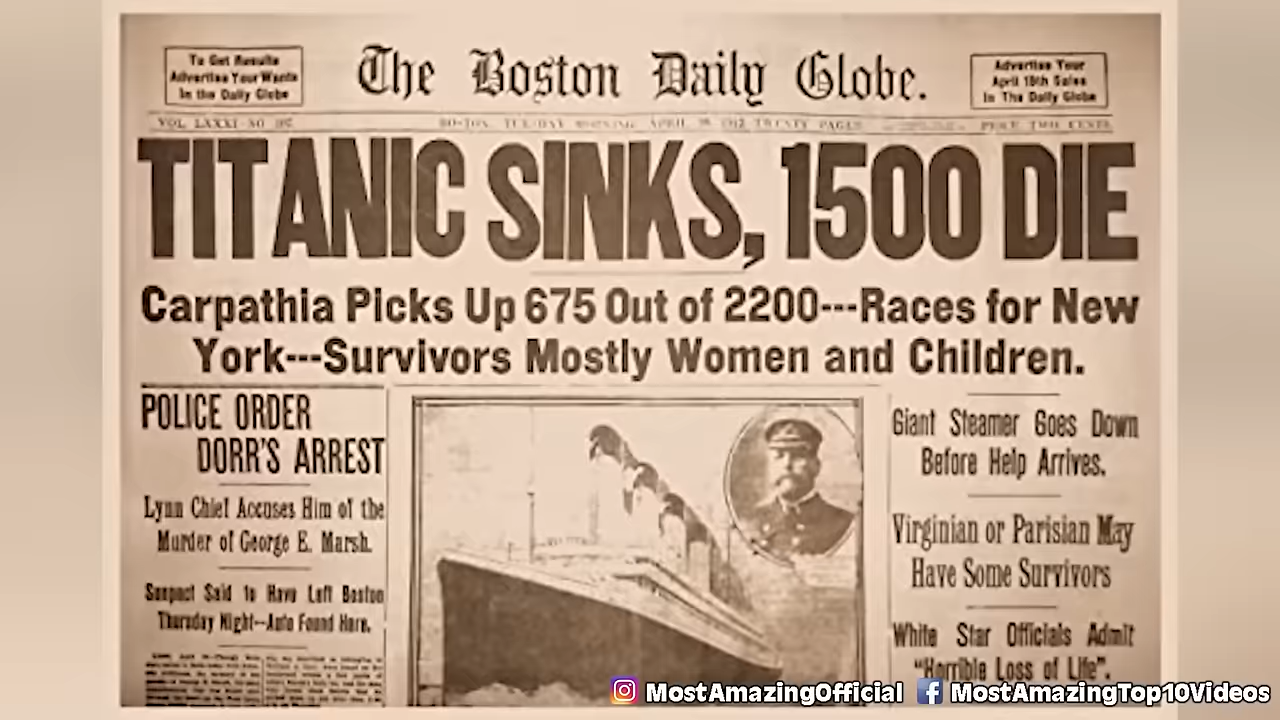 To Get Results
Advertise Your Wants
In the Daily Globe
The Boston Daily Globe.
Advertise Your
April 19th Sales
In The Daily Globe
VOL LXXXI-NO
BOSTON, TUESDAY MORNING, APRIL 16, 1912 TWENTY PAGES
PRICE TWO CENTS.
TITANIC SINKS, 1500 DIE
Carpathia Picks Up 675 Out of 2200---Races for New
York---Survivors Mostly Women and Children.
POLICE ORDER
DORR'S ARREST
Lynn Chief Accuses Him of the
Murder of George E. Marsh.
Suspect Said to Have Left Boston
Thursday Night--Auto Found Here.
Giant Steamer Goes Down
Before Help Arrives.
Virginian or Parisian May
Have Some Survivors
White Star Officials Admit
"Horrible Loss of Life".
MostAmazingOfficial
MostAmazingTop10Videos